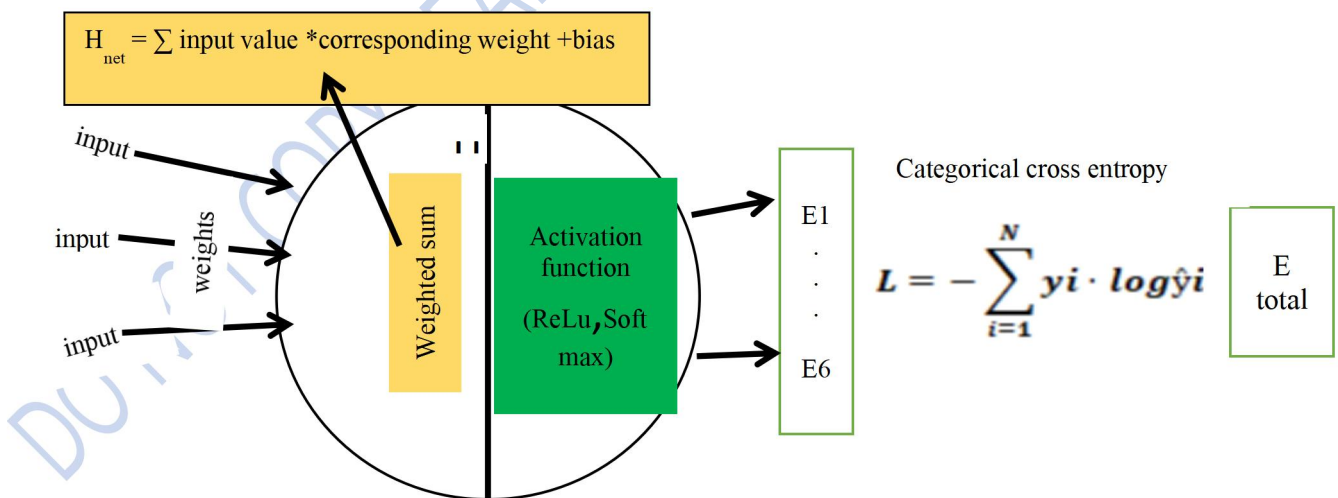 H net = ∑ input value *corresponding weight +bias
input
input
input
weights
Weighted sum
Activation
function
(ReLu,Soft
max)
E1
.
.
.
E6
Categorical cross entropy
L = − ∑ i=1 N yi · logŷi
E
total